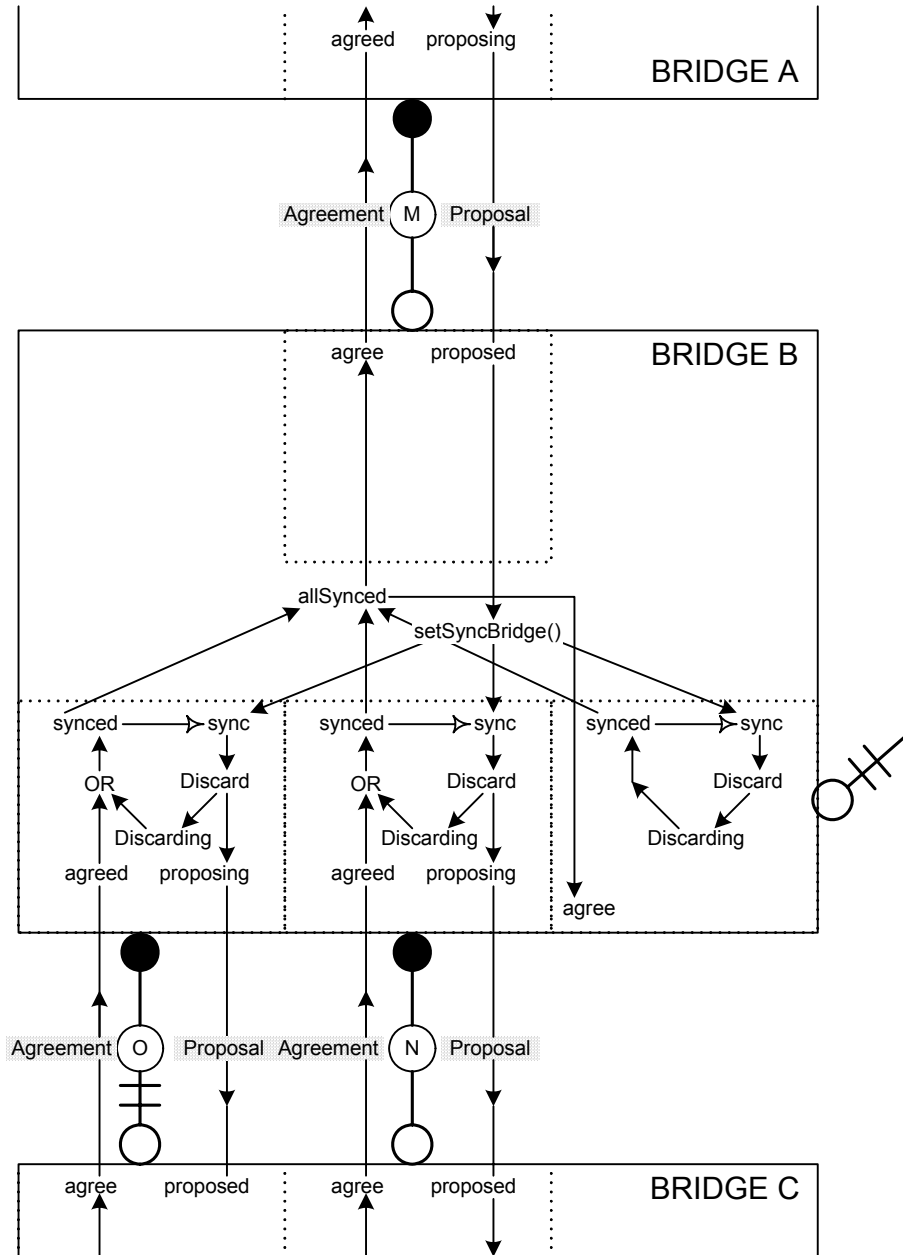 agreed proposing
BRIDGE A
Agreement M Proposal
agree proposed BRIDGE B
allSynced
setSyncBridge()
synced sync synced sync synced sync
OR Discard OR Discard Discard
Discarding Discarding Discarding
agreed proposing agreed proposing
agree
Agreement O Proposal Agreement N Proposal
agree proposed agree proposed BRIDGE C